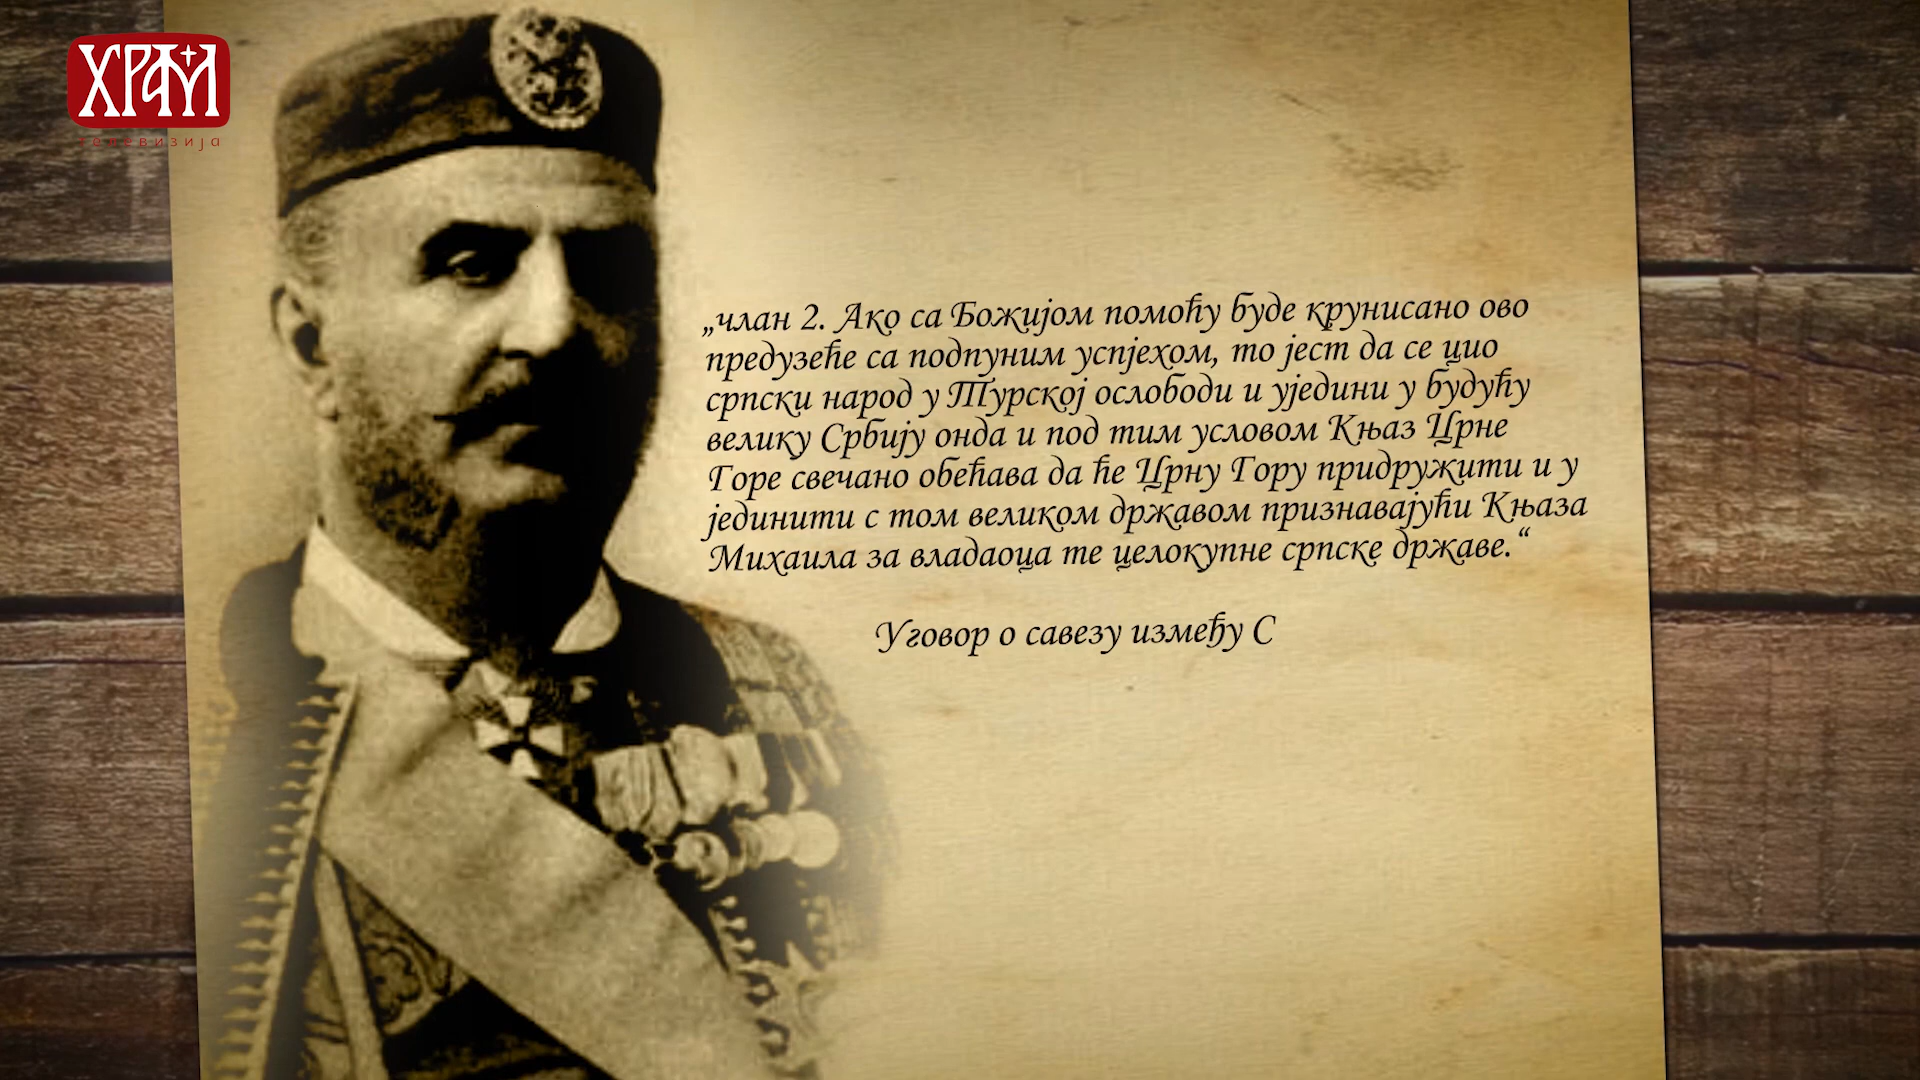 ХРАМ
телевизија
„члан 2. Ако са Божијом помоћу буде крунисано ово
предузеће са подпуним успјехом, то јест да се цио
српски народ у Турској ослободи и уједини у будућу
велику Србију онда и под тим условом Књаз Црне
Горе свечано обећава да ће Црну Гору придружити и у
јединити с том великом државом признавајући Књаза
Михаила за владаоца те целокупне српске државе.“
Уговор о савезу између С